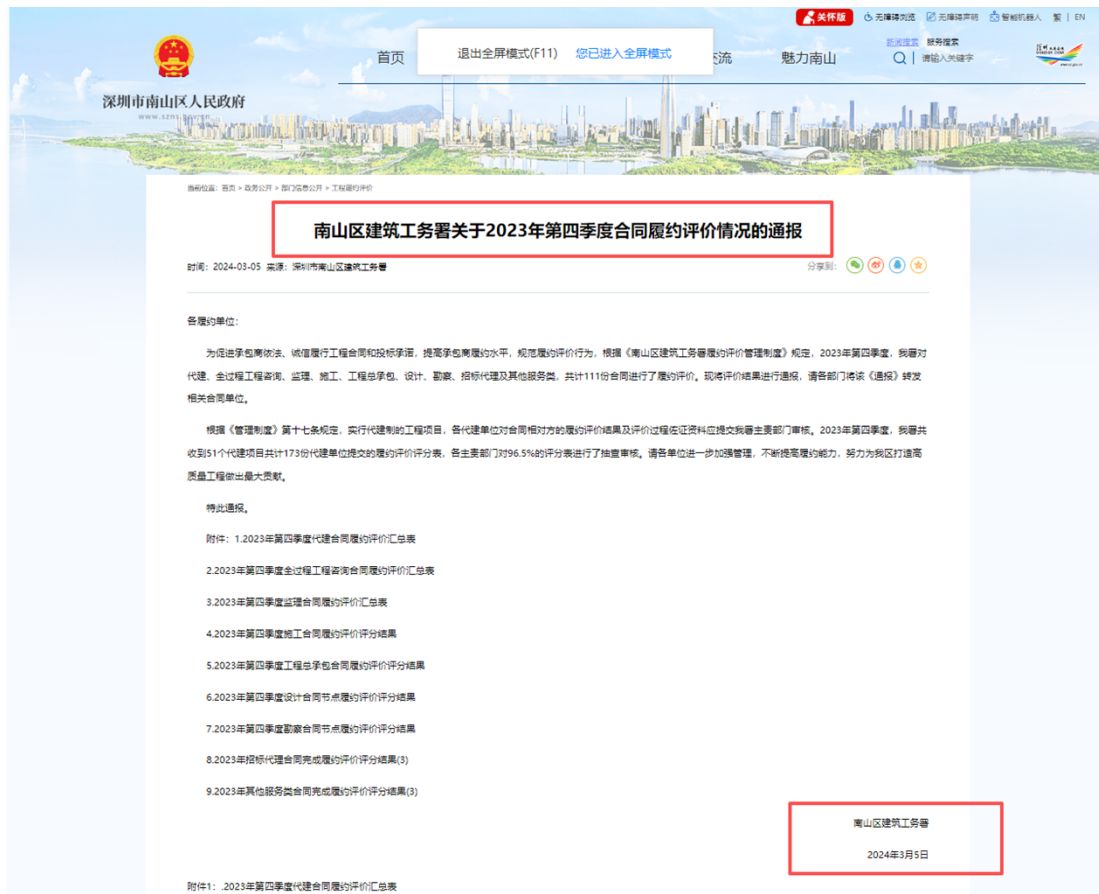 关怀版 无障碍浏览 无障碍声明 智能机器人 繁 | EN
新闻搜索 服务搜索
首页 退出全屏模式(F11) 您已进入全屏模式 交流 魅力南山 请输入关键字
深圳市南山区人民政府
www.szns.gov.cn
当前位置：首页 > 政务公开 > 部门信息公开 > 工程履约评价
南山区建筑工务署关于2023年第四季度合同履约评价情况的通报
时间：2024-03-05 来源：深圳市南山区建筑工务署 分享到：
各履约单位：
为促进承包商依法、诚信履行工程合同和投标承诺，提高承包商履约水平，规范履约评价行为，根据《南山区建筑工务署履约评价管理制度》规定，2023年第四季度，我署对
代建、全过程工程咨询、监理、施工、工程总承包、设计、勘察、招标代理及其他服务类，共计111份合同进行了履约评价。现将评价结果进行通报，请各部门将该《通报》转发
相关合同单位。
根据《管理制度》第十七条规定，实行代建制的工程项目，各代建单位对合同相对方的履约评价结果及评价过程佐证资料应提交我署主要部门审核。2023年第四季度，我署共
收到51个代建项目共计173份代建单位提交的履约评价评分表，各主要部门对96.5%的评分表进行了抽查审核。请各单位进一步加强管理，不断提高履约能力，努力为我区打造高
质量工程做出最大贡献。
特此通报。
附件：1.2023年第四季度代建合同履约评价汇总表
2.2023年第四季度全过程工程咨询合同履约评价汇总表
3.2023年第四季度监理合同履约评价汇总表
4.2023年第四季度施工合同履约评价评分结果
5.2023年第四季度工程总承包合同履约评价评分结果
6.2023年第四季度设计合同节点履约评价评分结果
7.2023年第四季度勘察合同节点履约评价评分结果
8.2023年招标代理合同完成履约评价评分结果(3)
9.2023年其他服务类合同完成履约评价评分结果(3)
南山区建筑工务署
2024年3月5日
附件1：.2023年第四季度代建合同履约评价汇总表